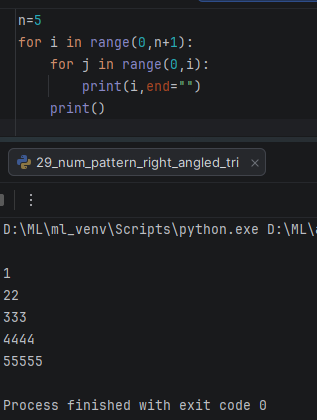 n=5
for i in range(0,n+1):
    for j in range(0,i):
        print(i,end="")
    print()
29_num_pattern_right_angled_tri ×
D:\ML\ml_venv\Scripts\python.exe D:\ML\
1
22
333
4444
55555
Process finished with exit code 0